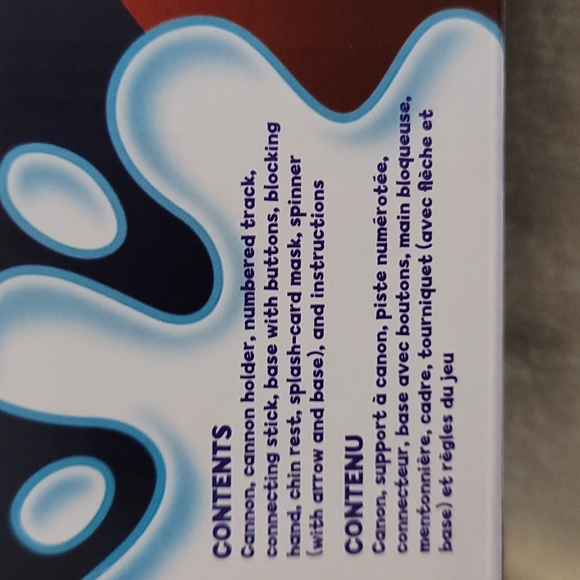 CONTENTS
Cannon, cannon holder, numbered track,
connecting stick, base with buttons, blocking
hand, chin rest, splash-card mask, spinner
(with arrow and base), and instructions
CONTENU
Canon, support à canon, piste numérotée,
connecteur, base avec boutons, main bloqueuse,
mentonnière, cadre, tourniquet (avec flèche et
base) et règles du jeu